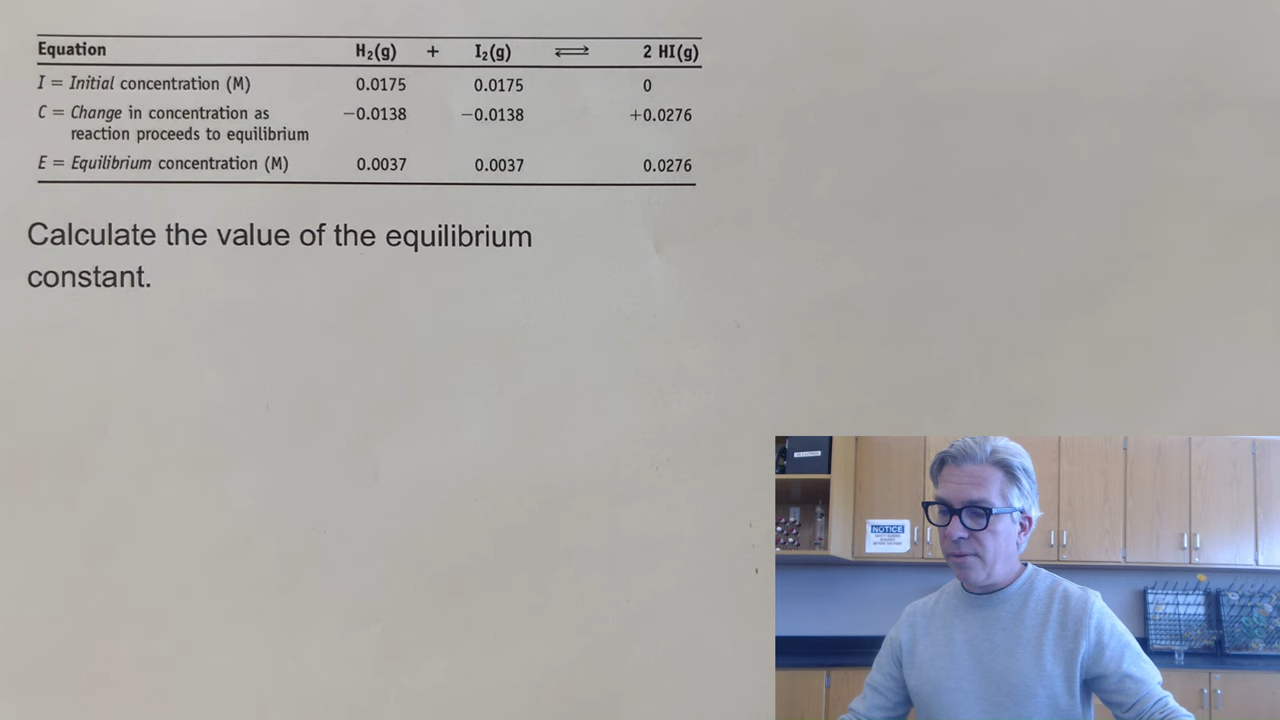 Equation H₂(g) + I₂(g) ⇌ 2 HI(g)
I = Initial concentration (M) 0.0175 0.0175 0
C = Change in concentration as −0.0138 −0.0138 +0.0276
reaction proceeds to equilibrium
E = Equilibrium concentration (M) 0.0037 0.0037 0.0276
Calculate the value of the equilibrium
constant.
NOTICE